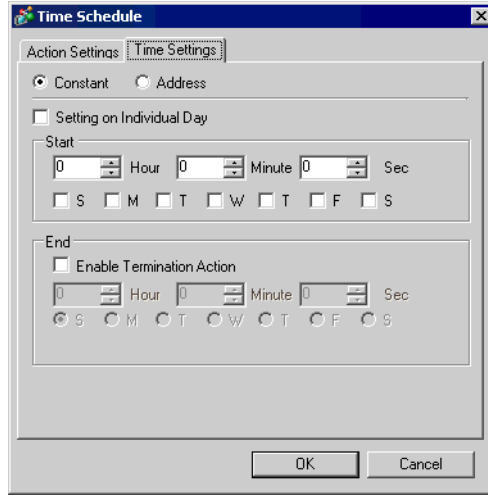 Time Schedule
Action Settings Time Settings
Constant Address
Setting on Individual Day
Start
0 Hour 0 Minute 0 Sec
S M T W T F S
End
Enable Termination Action
0 Hour 0 Minute 0 Sec
S M T W T F S
OK Cancel